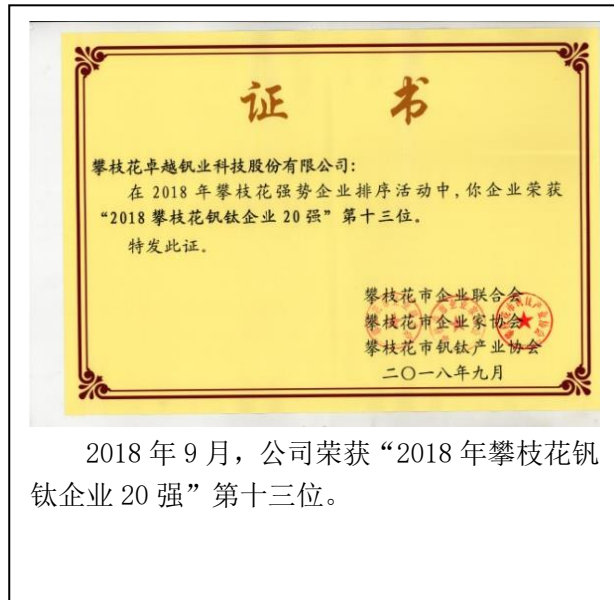 证 书
攀枝花卓越钒业科技股份有限公司：
在 2018 年攀枝花强势企业排序活动中，你企业荣获
“2018 攀枝花钒钛企业 20 强”第十三位。
特发此证。
攀枝花市企业联合会
攀枝花市企业家协会
攀枝花市钒钛产业协会
二〇一八年九月
2018 年 9 月，公司荣获“2018 年攀枝花钒
钛企业 20 强”第十三位。